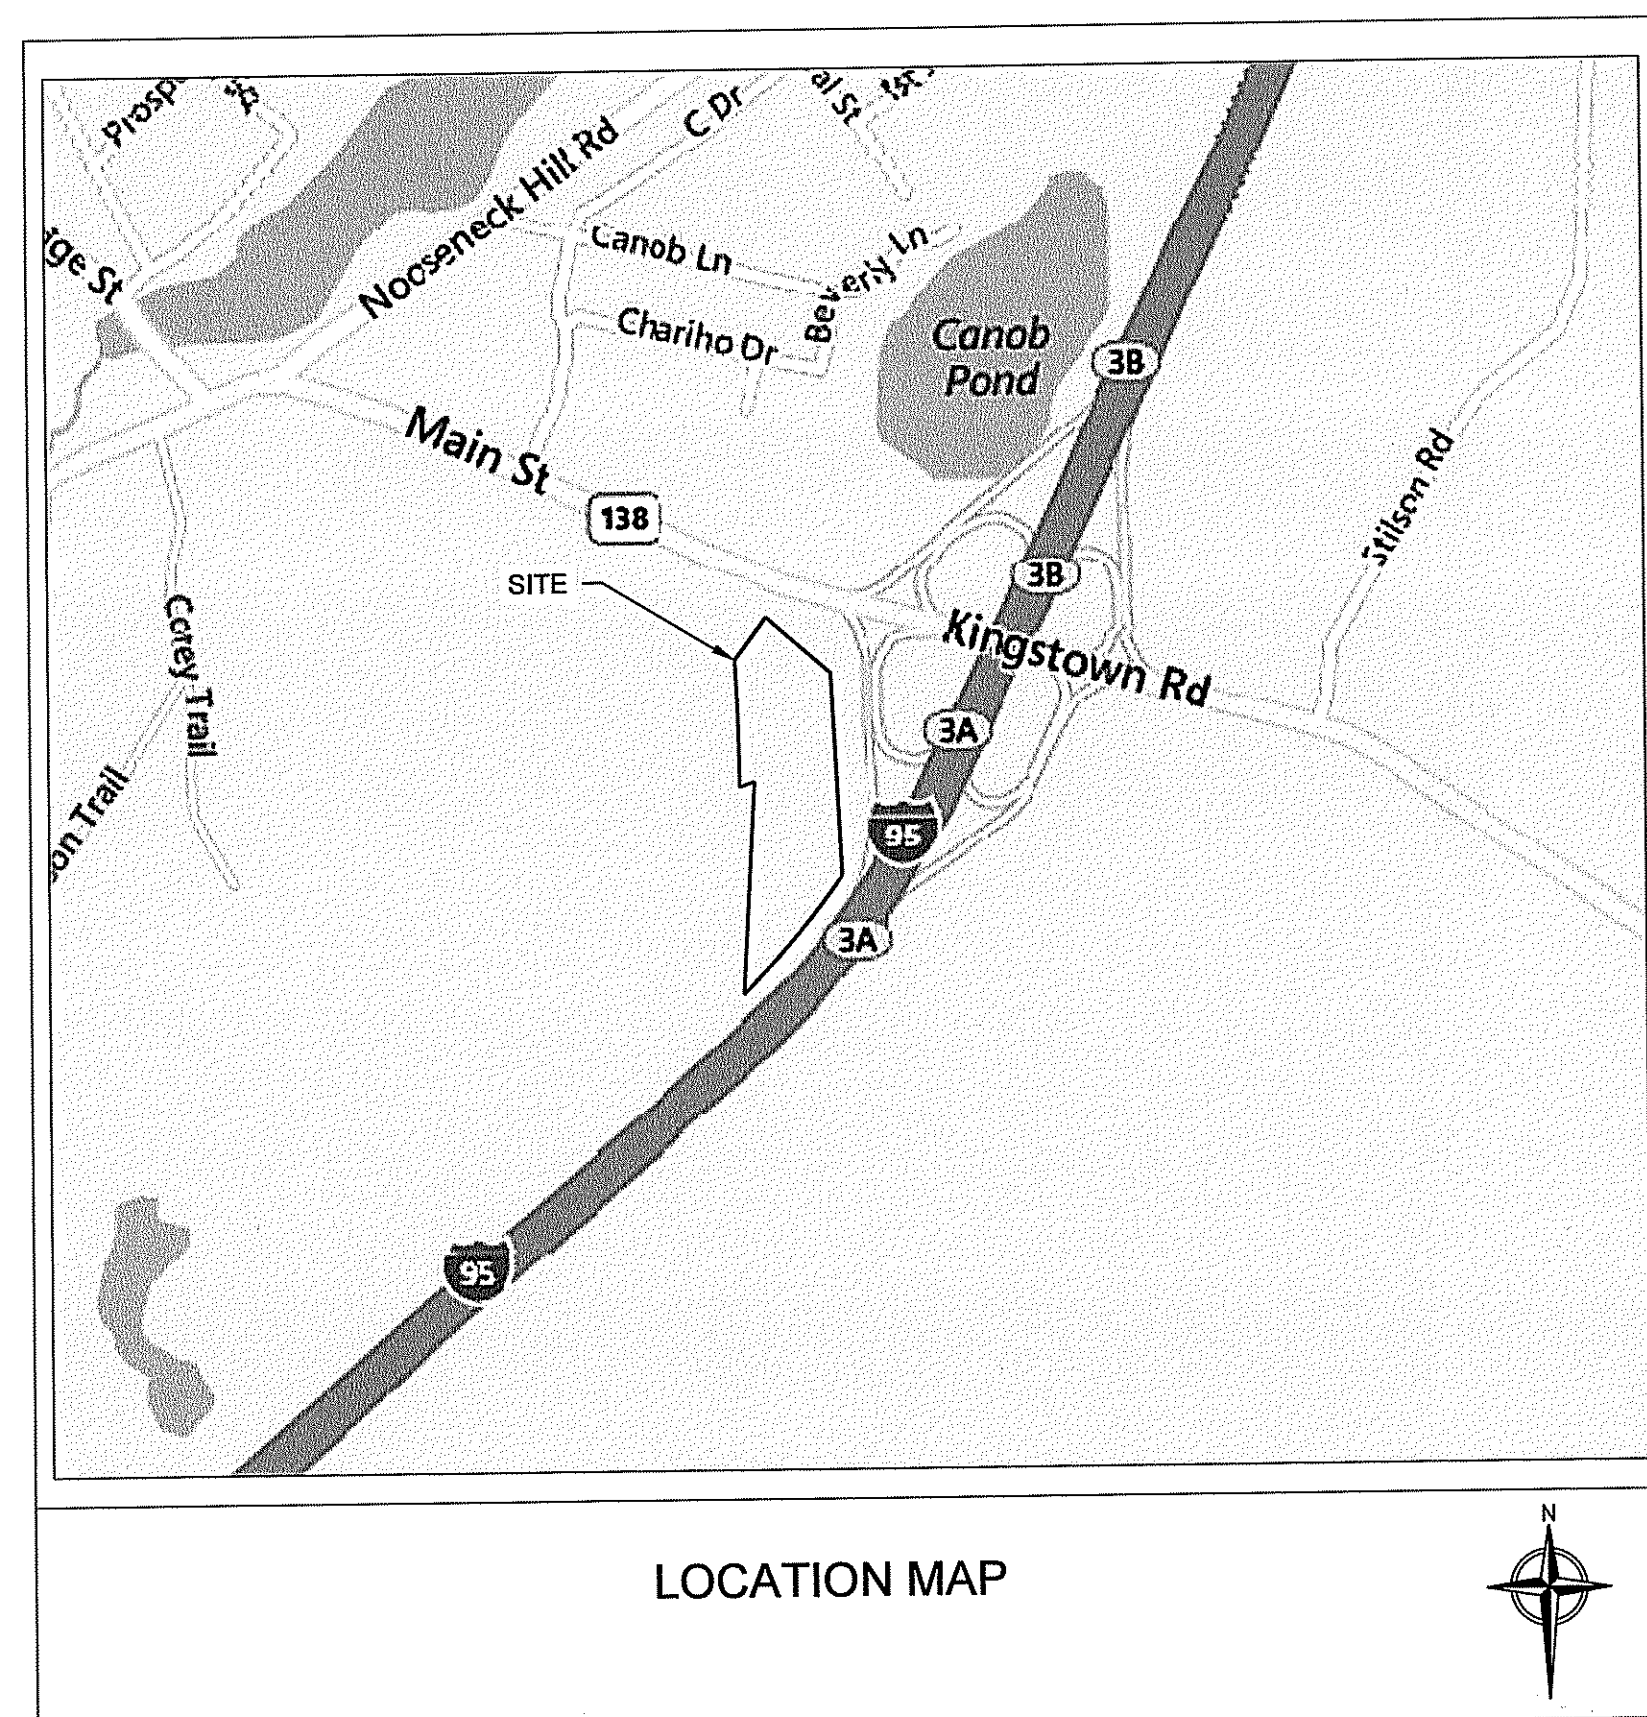 C Dr
Nooseneck Hill Rd
Canob Ln
Beverly Ln
Chariho Dr
Canob
Pond
3B
Main St
138
Stilson Rd
3B
SITE
Kingstown Rd
Cotey Trail
3A
95
3A
95
LOCATION MAP
N